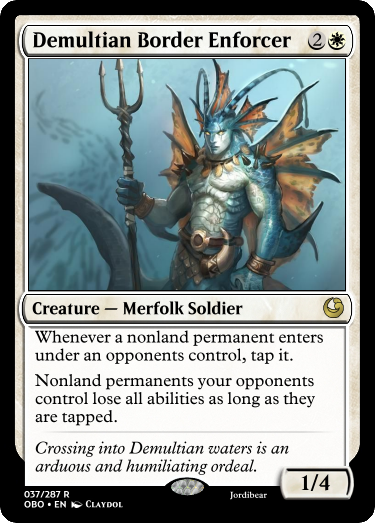 Demultian Border Enforcer 2
Creature — Merfolk Soldier
Whenever a nonland permanent enters
under an opponents control, tap it.
Nonland permanents your opponents
control lose all abilities as long as they
are tapped.
Crossing into Demultian waters is an
arduous and humiliating ordeal.
1/4
037/287 R
OBO • EN Claydol
Jordibear